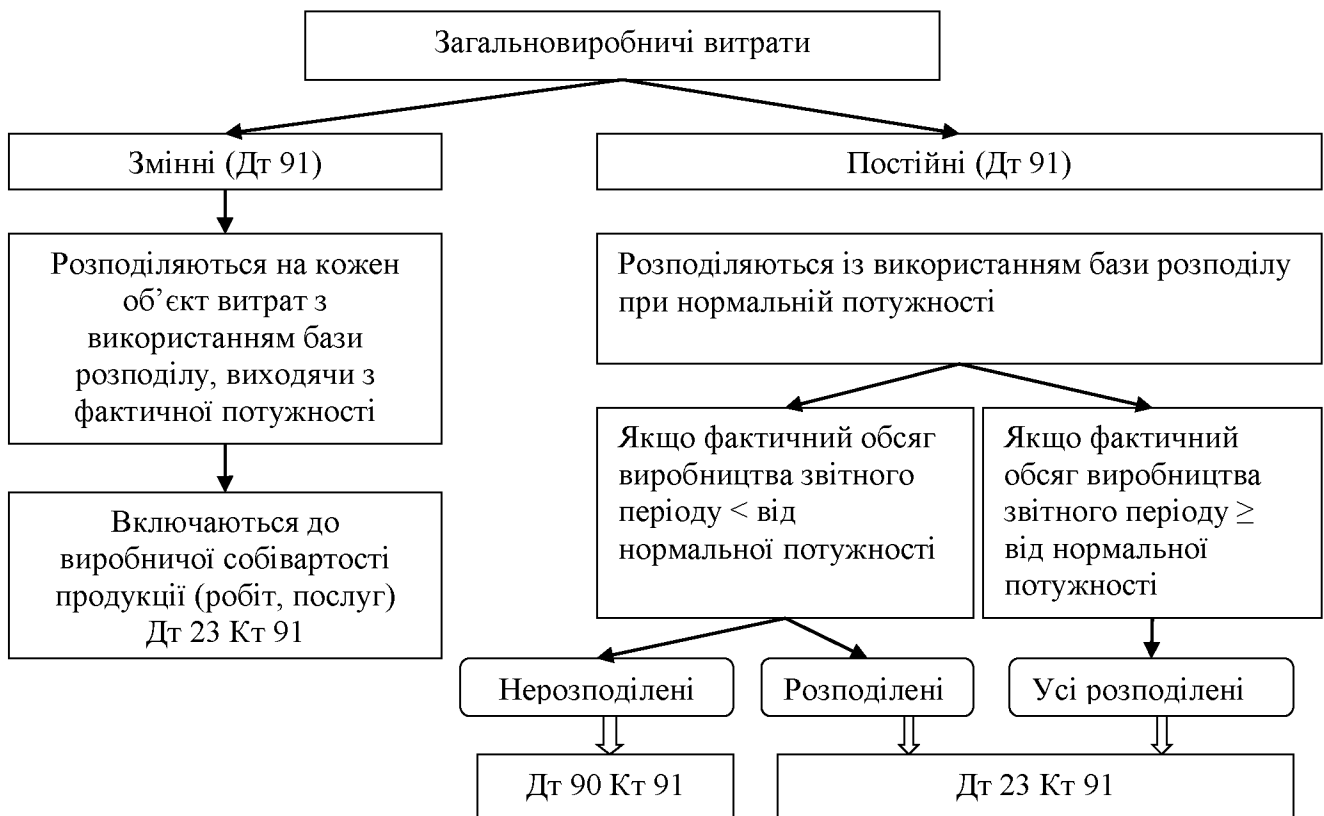 Загальновиробничі витрати
Змінні (Дт 91)
Постійні (Дт 91)
Розподіляються на кожен
об’єкт витрат з
використанням бази
розподілу, виходячи з
фактичної потужності
Розподіляються із використанням бази розподілу
при нормальній потужності
Включаються до
виробничої собівартості
продукції (робіт, послуг)
Дт 23 Кт 91
Якщо фактичний обсяг
виробництва звітного
періоду < від
нормальної потужності
Якщо фактичний
обсяг виробництва
звітного періоду ≥
від нормальної
потужності
Нерозподілені
Розподілені
Усі розподілені
Дт 90 Кт 91
Дт 23 Кт 91